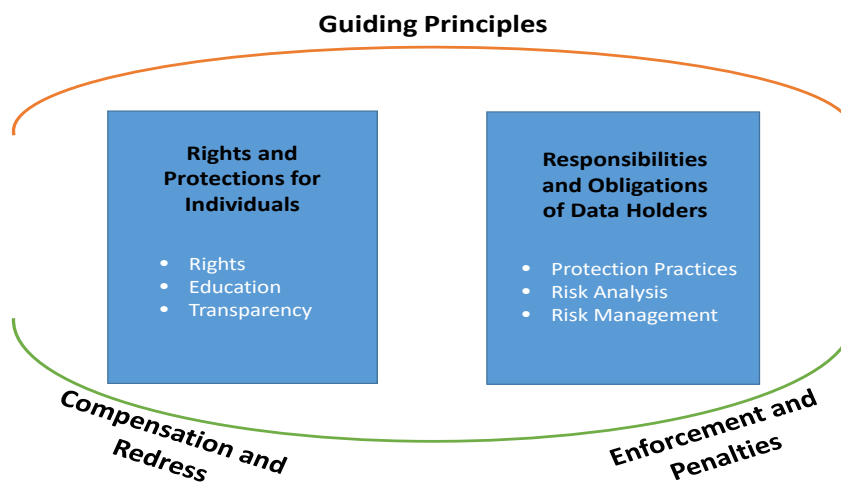 Guiding Principles
Rights and
Protections for
Individuals
• Rights
• Education
• Transparency
Responsibilities
and Obligations
of Data Holders
• Protection Practices
• Risk Analysis
• Risk Management
Compensation and
Redress
Enforcement and
Penalties